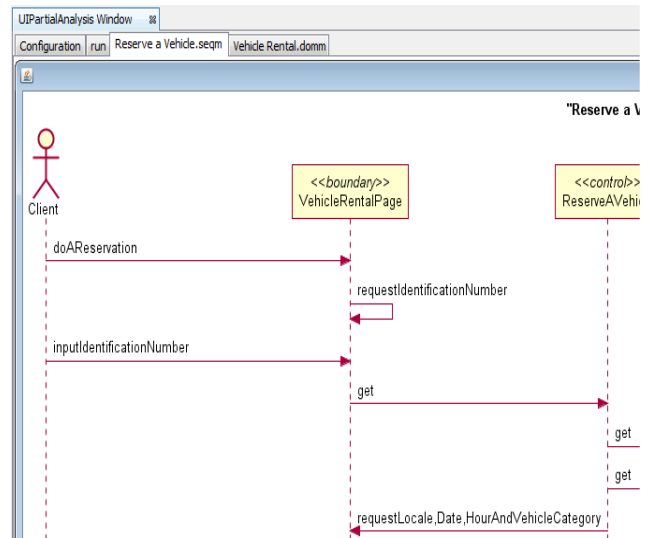 UIPartialAnalysis Window
Configuration run Reserve a Vehicle.seqm Vehicle Rental.domm
"Reserve a V
Client
<<boundary>>
VehicleRentalPage
<<control>>
ReserveAVehi
doAReservation
requestIdentificationNumber
inputIdentificationNumber
get
get
get
requestLocale,Date,HourAndVehicleCategory